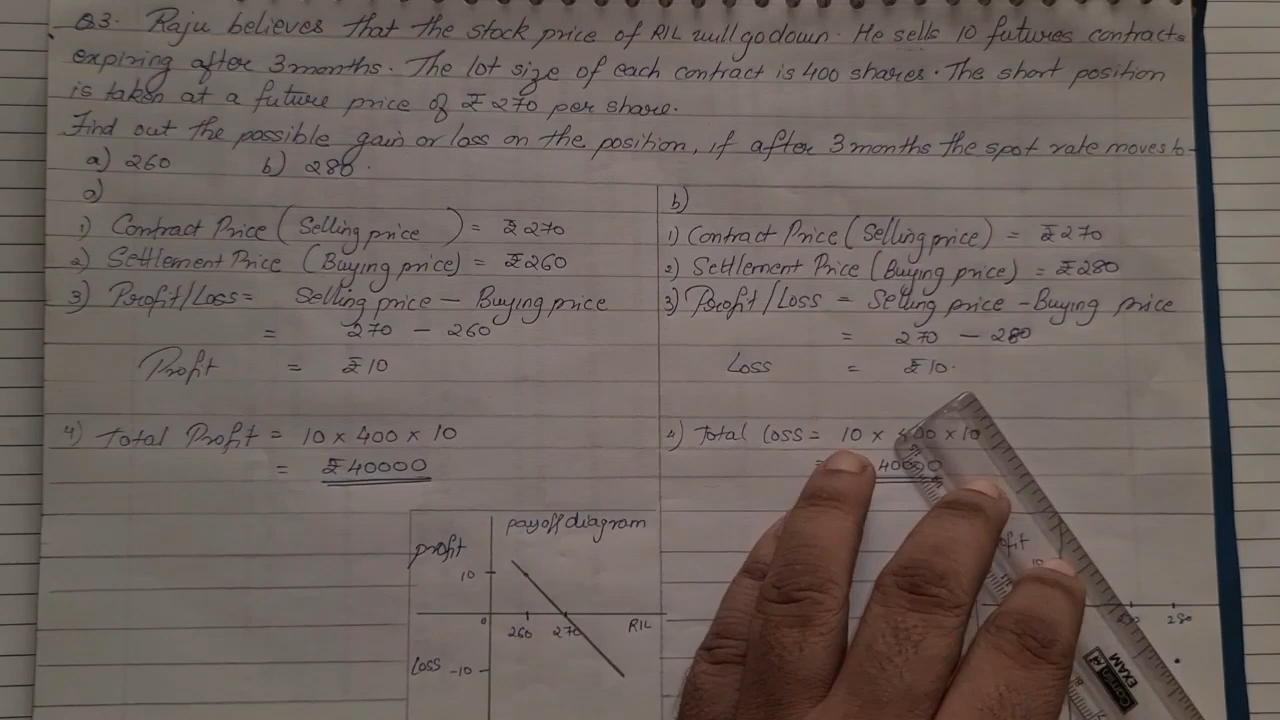 Q3. Raju believes that the stock price of RIL will go down. He sells 10 futures contracts
expiring after 3 months. The lot size of each contract is 400 shares. The short position
is taken at a future price of ₹270 per share.
Find out the possible gain or loss on the position, if after 3 months the spot rate moves to-
a) 260 b) 280.
a)
1) Contract Price (Selling price) = ₹270
2) Settlement Price (Buying price) = ₹260
3) Profit/Loss = Selling price - Buying price
= 270 - 260
Profit = ₹10
4) Total Profit = 10 x 400 x 10
= ₹40000
payoff diagram
profit
10
0 260 270 RIL
Loss -10
b)
1) Contract Price (Selling price) = ₹270
2) Settlement Price (Buying price) = ₹280
3) Profit/Loss = Selling price - Buying price
= 270 - 280
Loss = ₹10.
4) Total Loss = 10 x 400 x 10
= 40000
10
280
EXAM